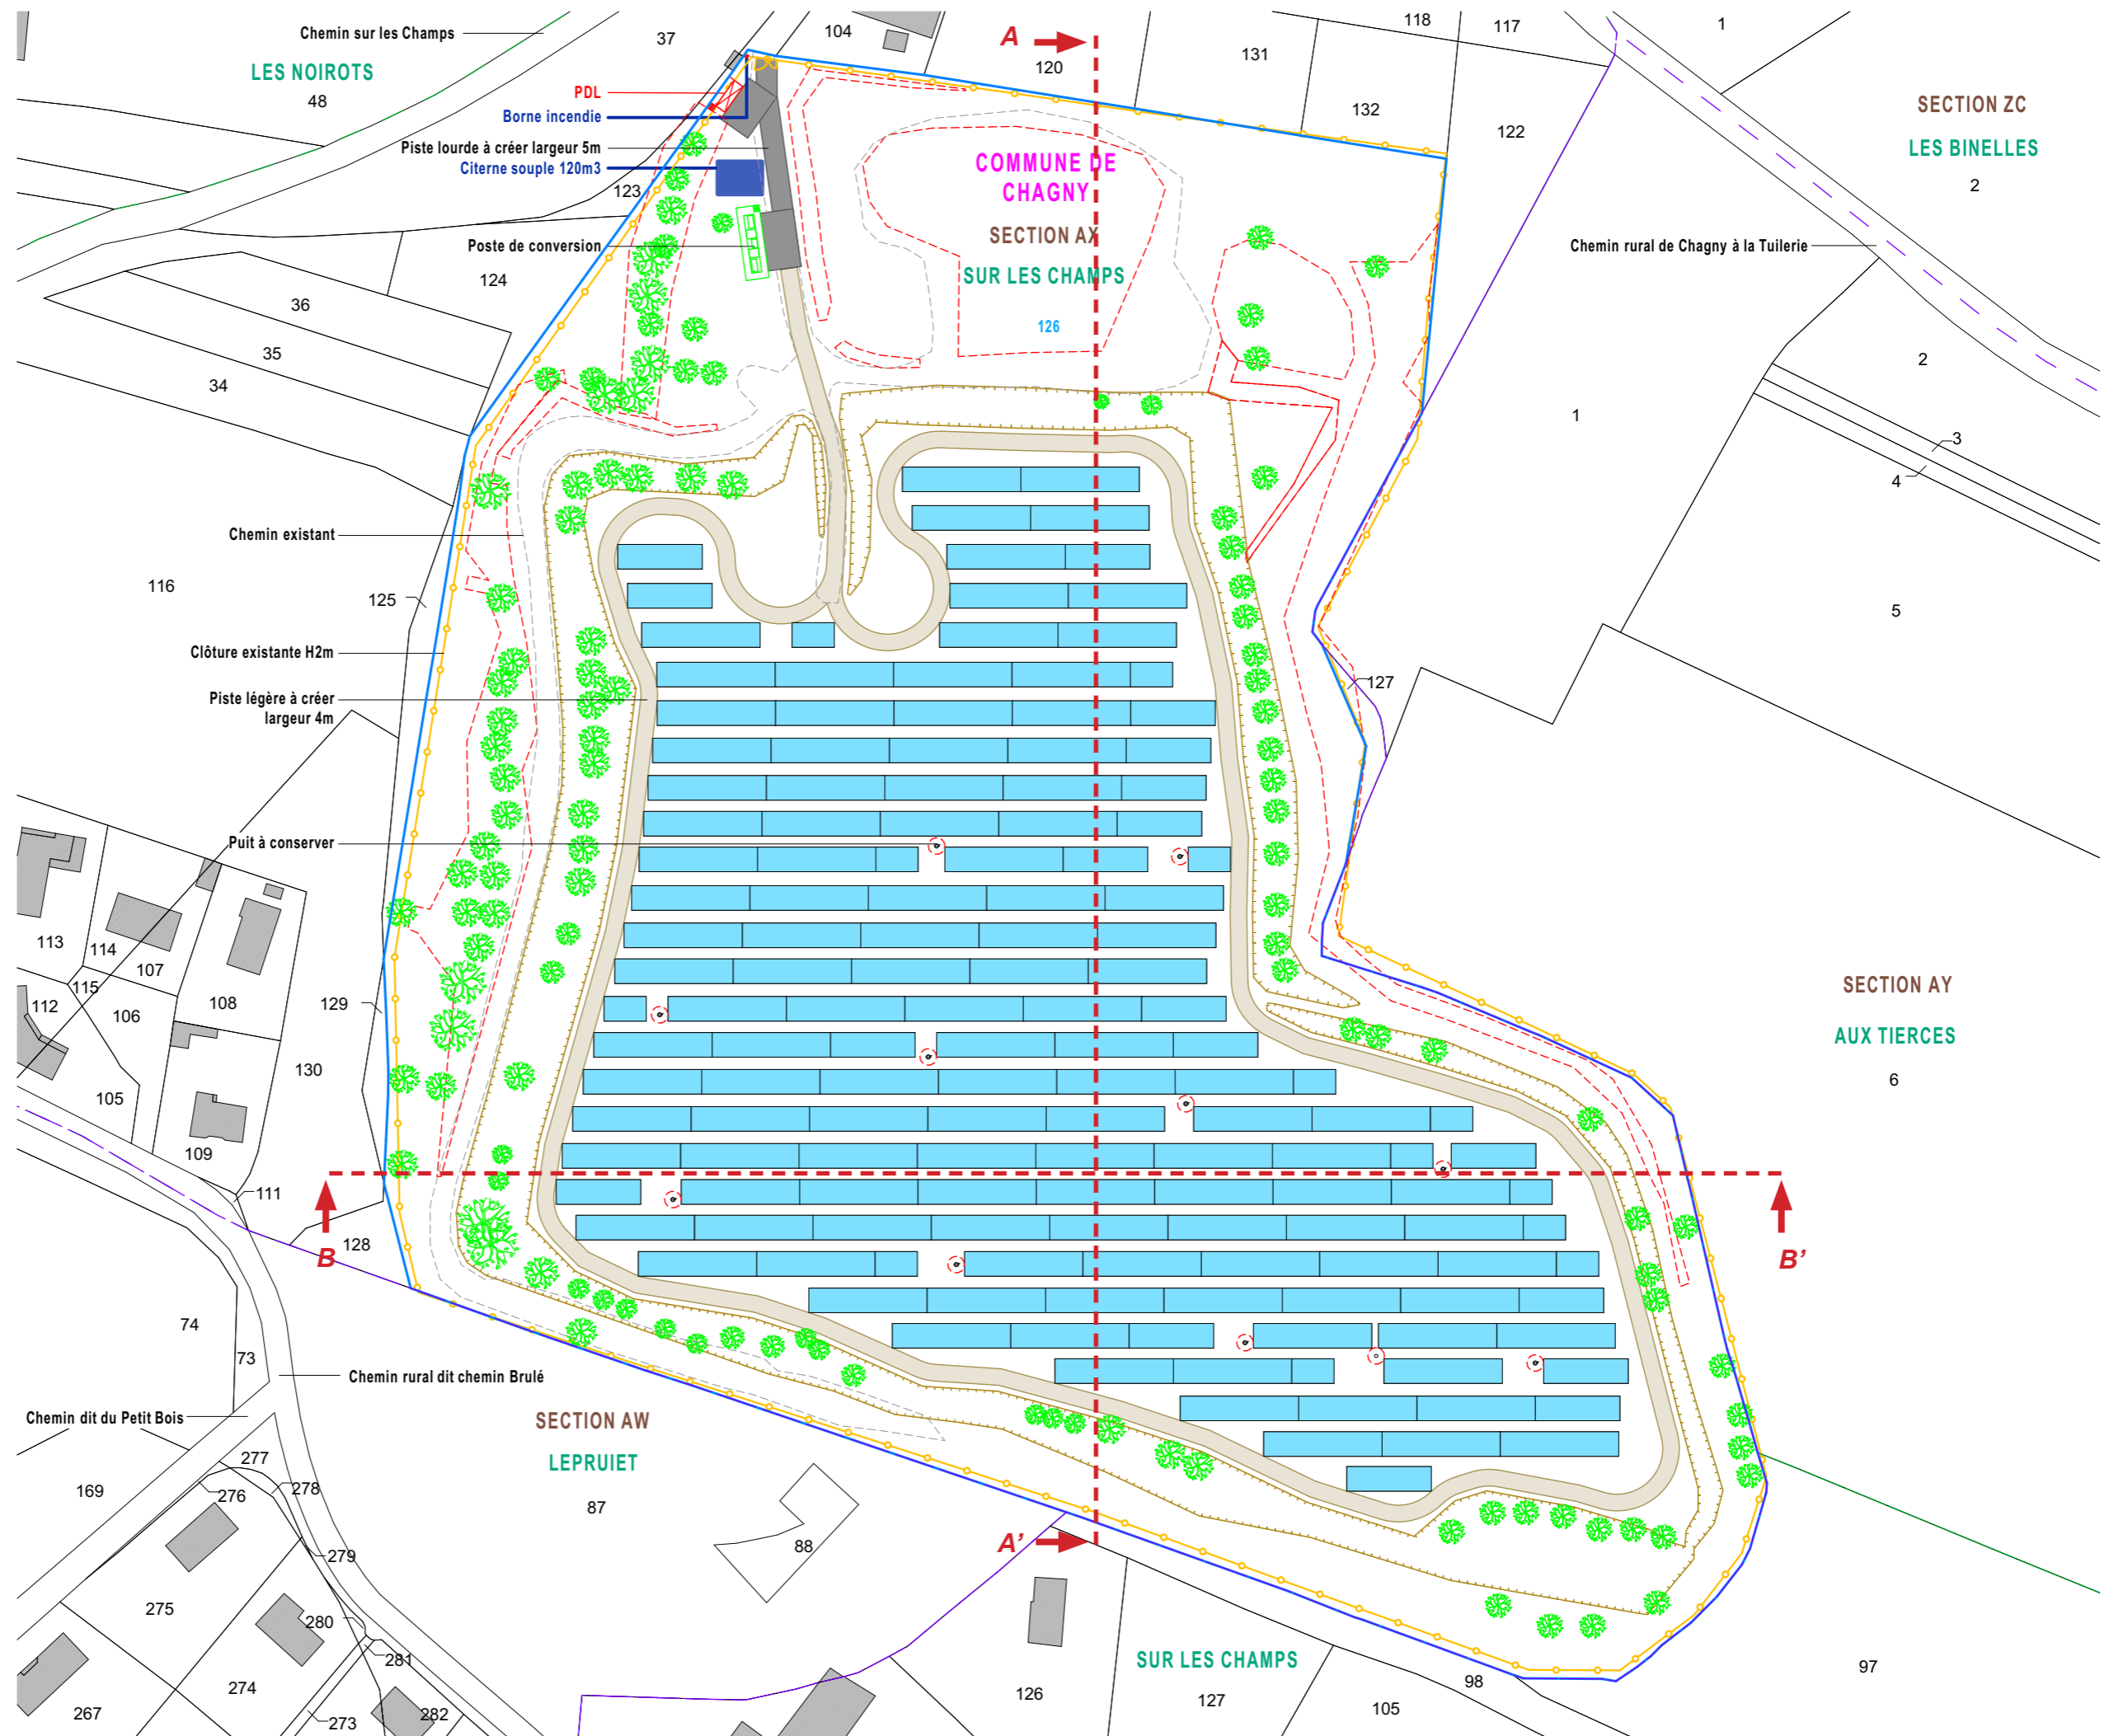 Chemin sur les Champs
LES NOIROTS
48
37
104
A
120
131
118
117
1
132
122
SECTION ZC
LES BINELLES
2
PDL
Borne incendie
Piste lourde à créer largeur 5m
Citerne souple 120m3
123
COMMUNE DE
CHAGNY
SECTION AX
SUR LES CHAMPS
126
Poste de conversion
Chemin rural de Chagny à la Tuilerie
124
36
35
34
2
1
3
4
Chemin existant
116
125
5
Clôture existante H2m
Piste légère à créer
largeur 4m
127
Puit à conserver
113
114
107
115
108
112
106
129
130
105
109
111
128
SECTION AY
AUX TIERCES
6
B
B’
74
73
Chemin rural dit chemin Brulé
Chemin dit du Petit Bois
SECTION AW
LEPRUIET
87
277
276
278
169
279
88
A’
275
280
281
274
267
273
282
126
SUR LES CHAMPS
127
98
105
97